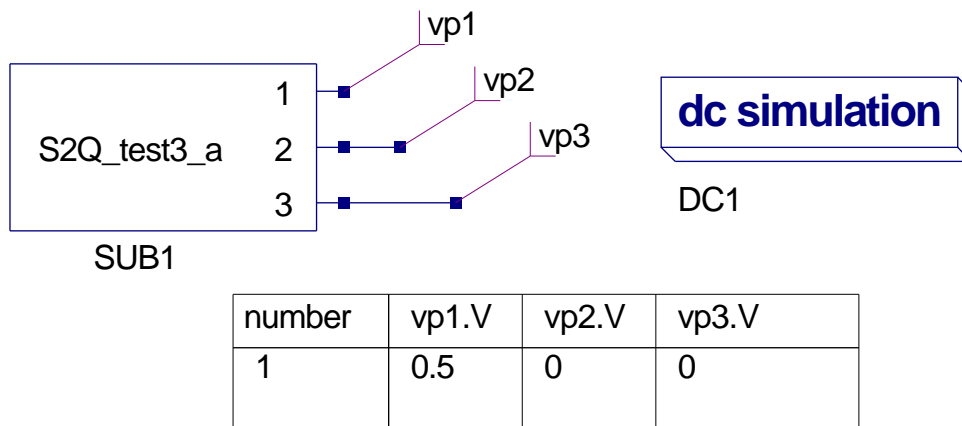 vp1
vp2
vp3
1
S2Q_test3_a 2
3
SUB1
dc simulation
DC1
number vp1.V vp2.V vp3.V
1 0.5 0 0